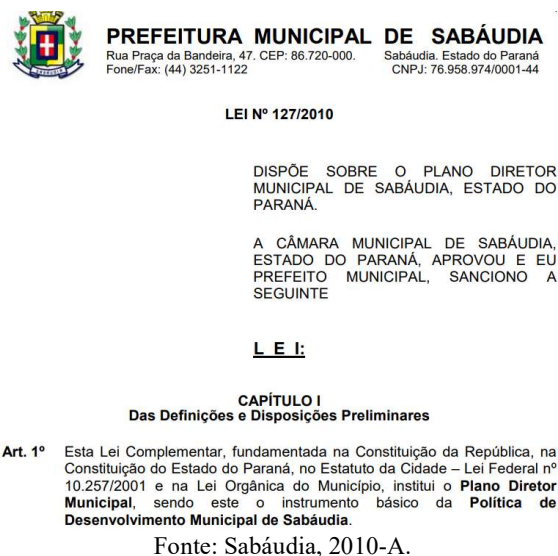 PREFEITURA MUNICIPAL DE SABÁUDIA
Rua Praça da Bandeira, 47. CEP: 86.720-000. Sabáudia. Estado do Paraná
Fone/Fax: (44) 3251-1122 CNPJ: 76.958.974/0001-44
LEI Nº 127/2010
DISPÕE SOBRE O PLANO DIRETOR
MUNICIPAL DE SABÁUDIA, ESTADO DO
PARANÁ.
A CÂMARA MUNICIPAL DE SABÁUDIA,
ESTADO DO PARANÁ, APROVOU E EU
PREFEITO MUNICIPAL, SANCIONO A
SEGUINTE
L E I:
CAPÍTULO I
Das Definições e Disposições Preliminares
Art. 1º Esta Lei Complementar, fundamentada na Constituição da República, na
Constituição do Estado do Paraná, no Estatuto da Cidade – Lei Federal nº
10.257/2001 e na Lei Orgânica do Município, institui o Plano Diretor
Municipal, sendo este o instrumento básico da Política de
Desenvolvimento Municipal de Sabáudia.
Fonte: Sabáudia, 2010-A.